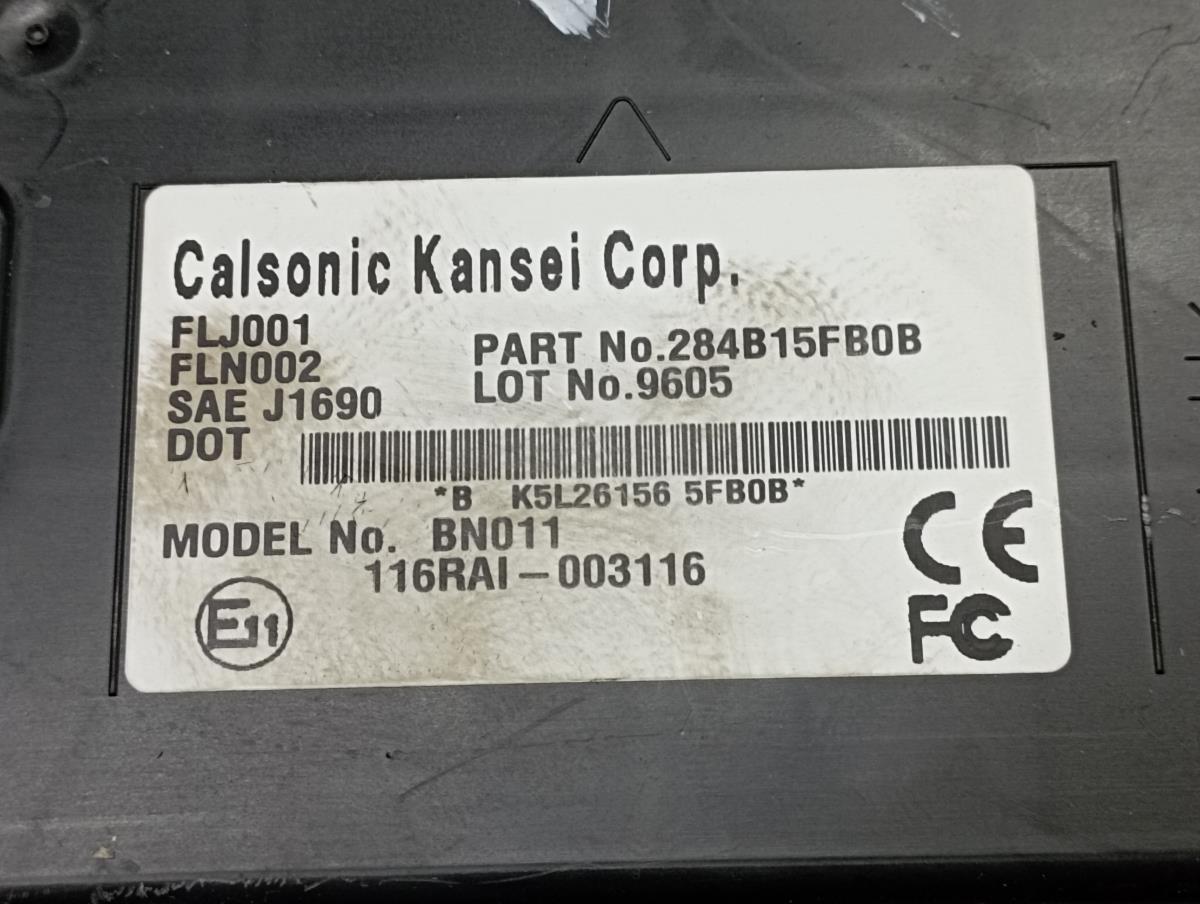 Calsonic Kansei Corp.
FLJ001
FLN002
SAE J1690
DOT
PART No.284B15FB0B
LOT No.9605
*B K5L26156 5FB0B*
MODEL No. BN011
116RAI-003116
E11
CE
FC